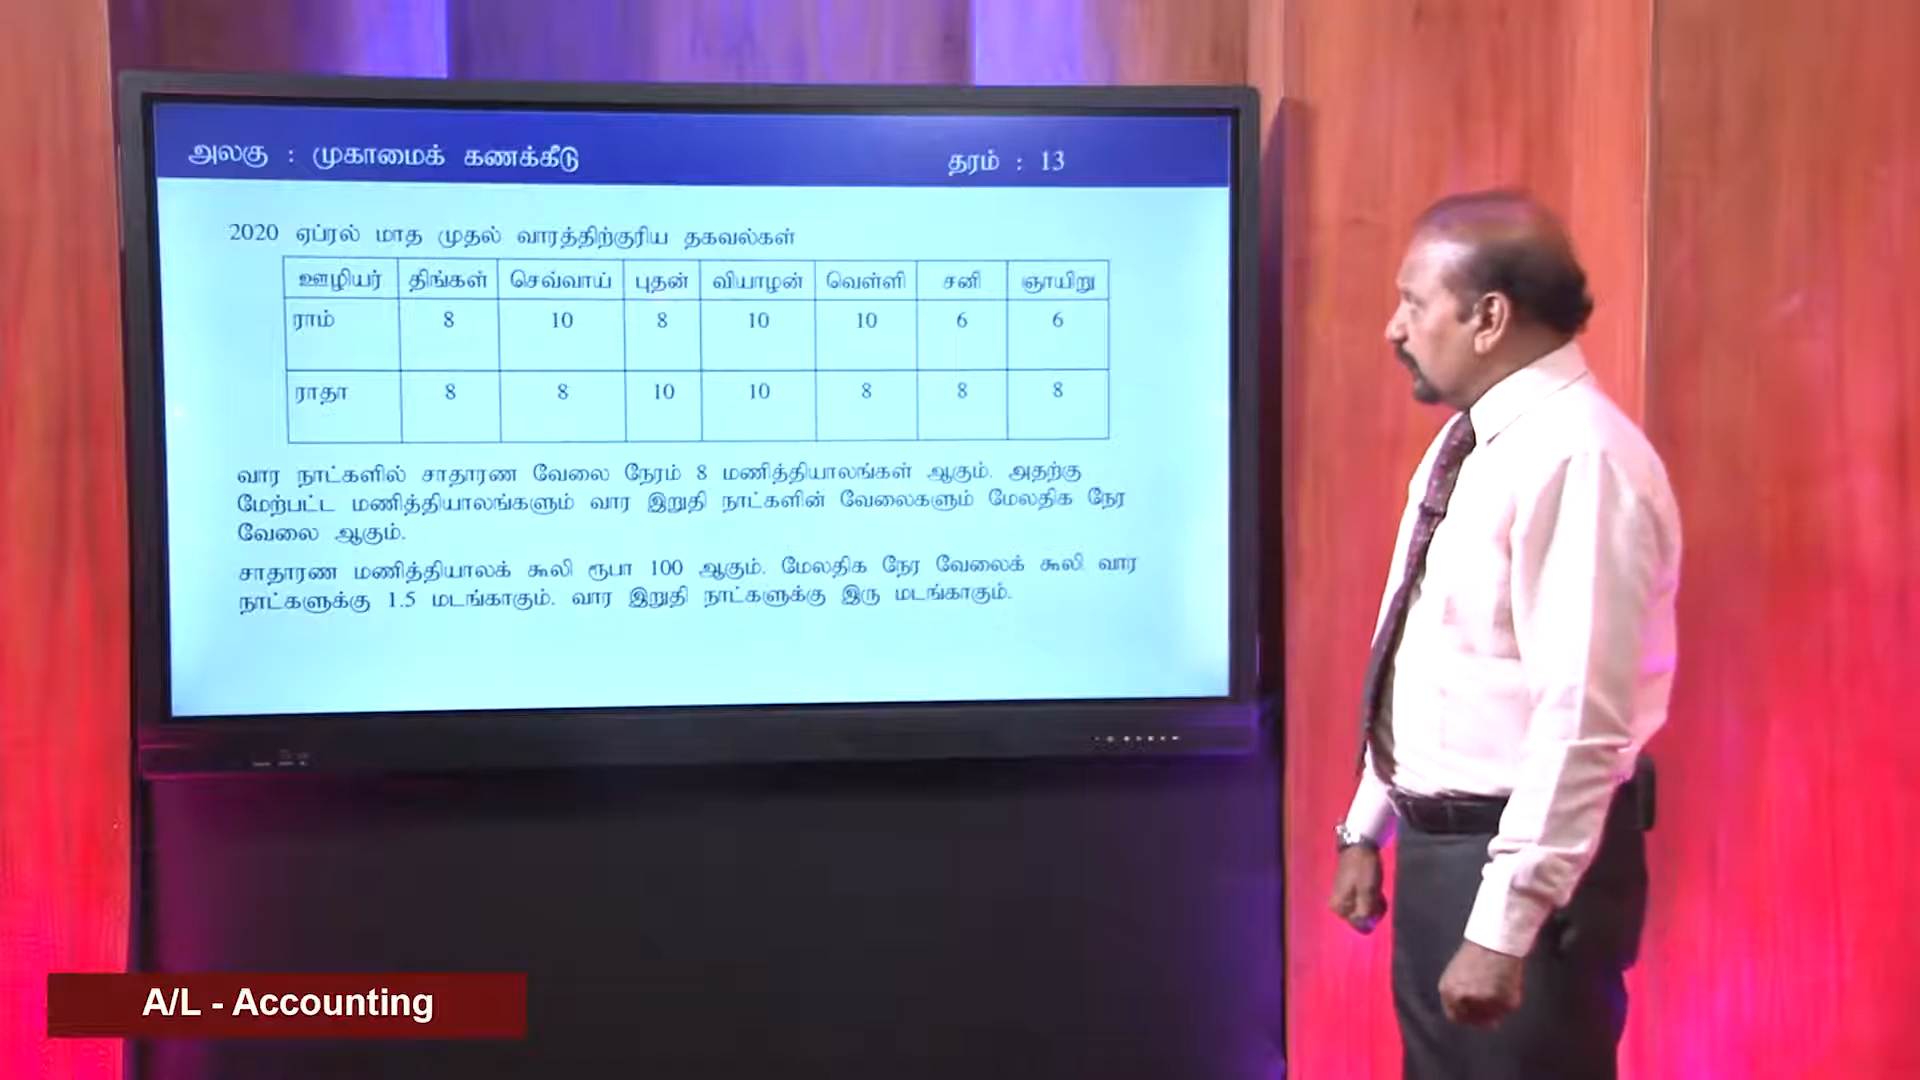 அலகு : முகாமைக் கணக்கீடு தரம் : 13
2020 ஏப்ரல் மாத முதல் வாரத்திற்குரிய தகவல்கள்
ஊழியர் திங்கள் செவ்வாய் புதன் வியாழன் வெள்ளி சனி ஞாயிறு
ராம் 8 10 8 10 10 6 6
ராதா 8 8 10 10 8 8 8
வார நாட்களில் சாதாரண வேலை நேரம் 8 மணித்தியாலங்கள் ஆகும். அதற்கு
மேற்பட்ட மணித்தியாலங்களும் வார இறுதி நாட்களின் வேலைகளும் மேலதிக நேர
வேலை ஆகும்.
சாதாரண மணித்தியாலக் கூலி ரூபா 100 ஆகும். மேலதிக நேர வேலைக் கூலி வார
நாட்களுக்கு 1.5 மடங்காகும். வார இறுதி நாட்களுக்கு இரு மடங்காகும்.
A/L - Accounting